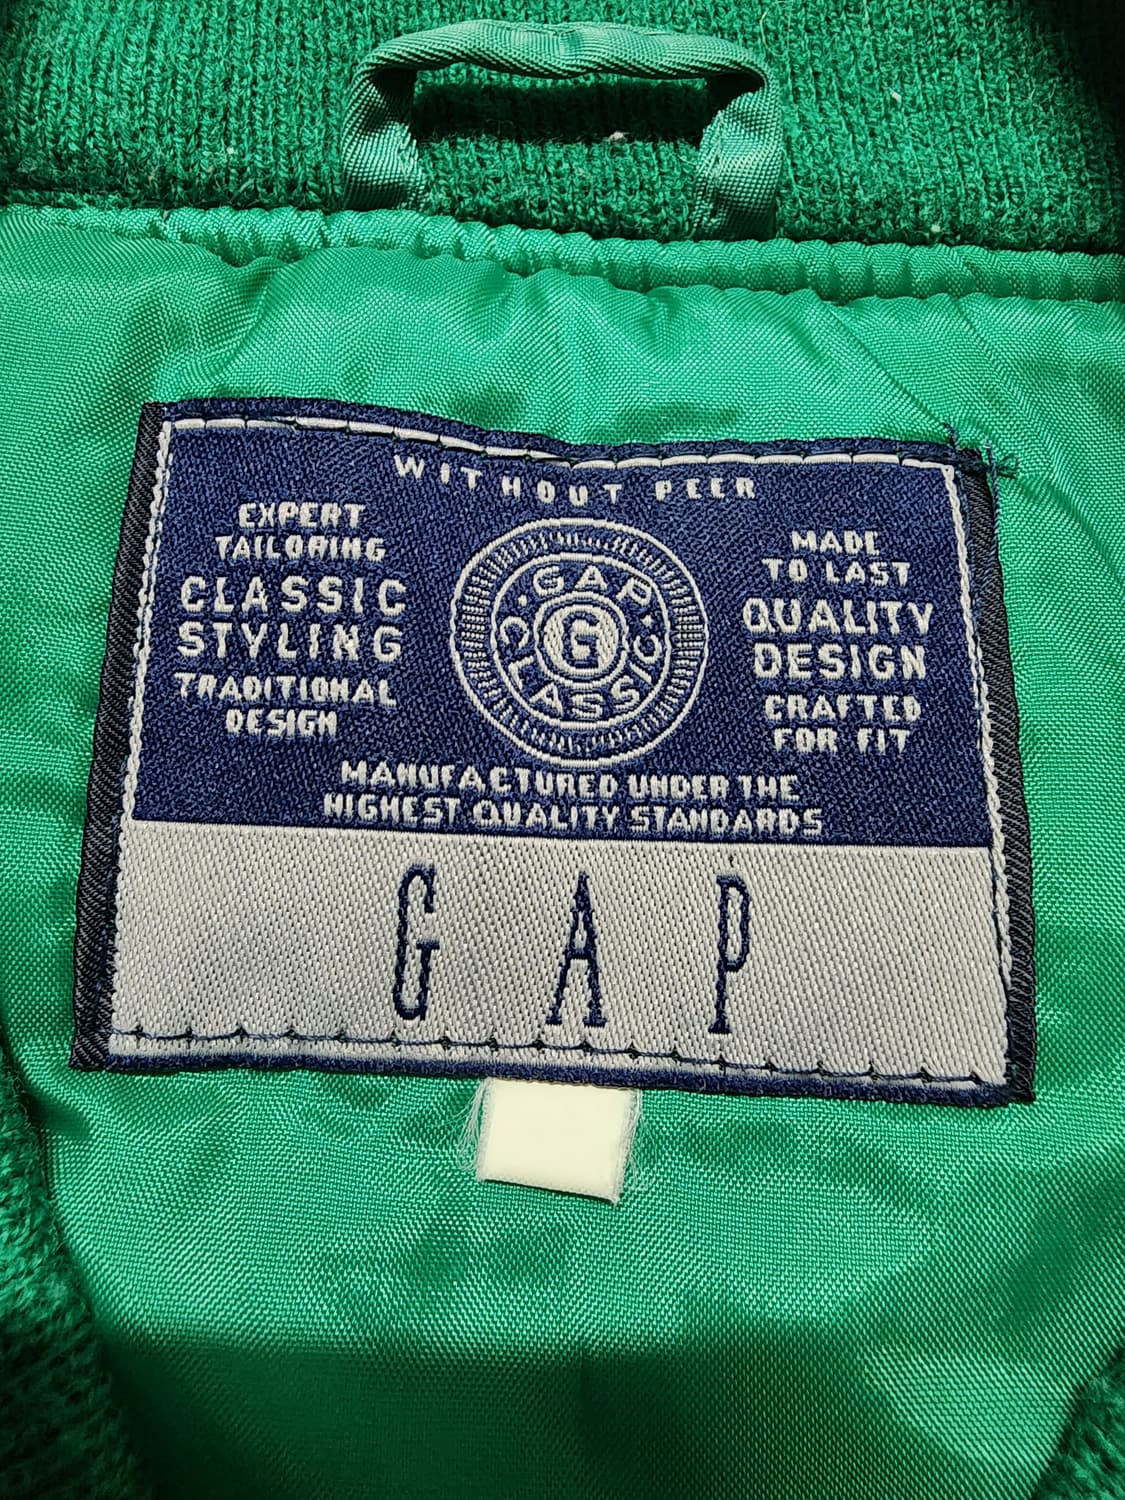 WITHOUT PEER
EXPERT
TAILORING
CLASSIC
STYLING
TRADITIONAL
DESIGN
GAP
G
CLASSIC
MADE
TO LAST
QUALITY
DESIGN
CRAFTED
FOR FIT
MANUFACTURED UNDER THE
HIGHEST QUALITY STANDARDS
GAP